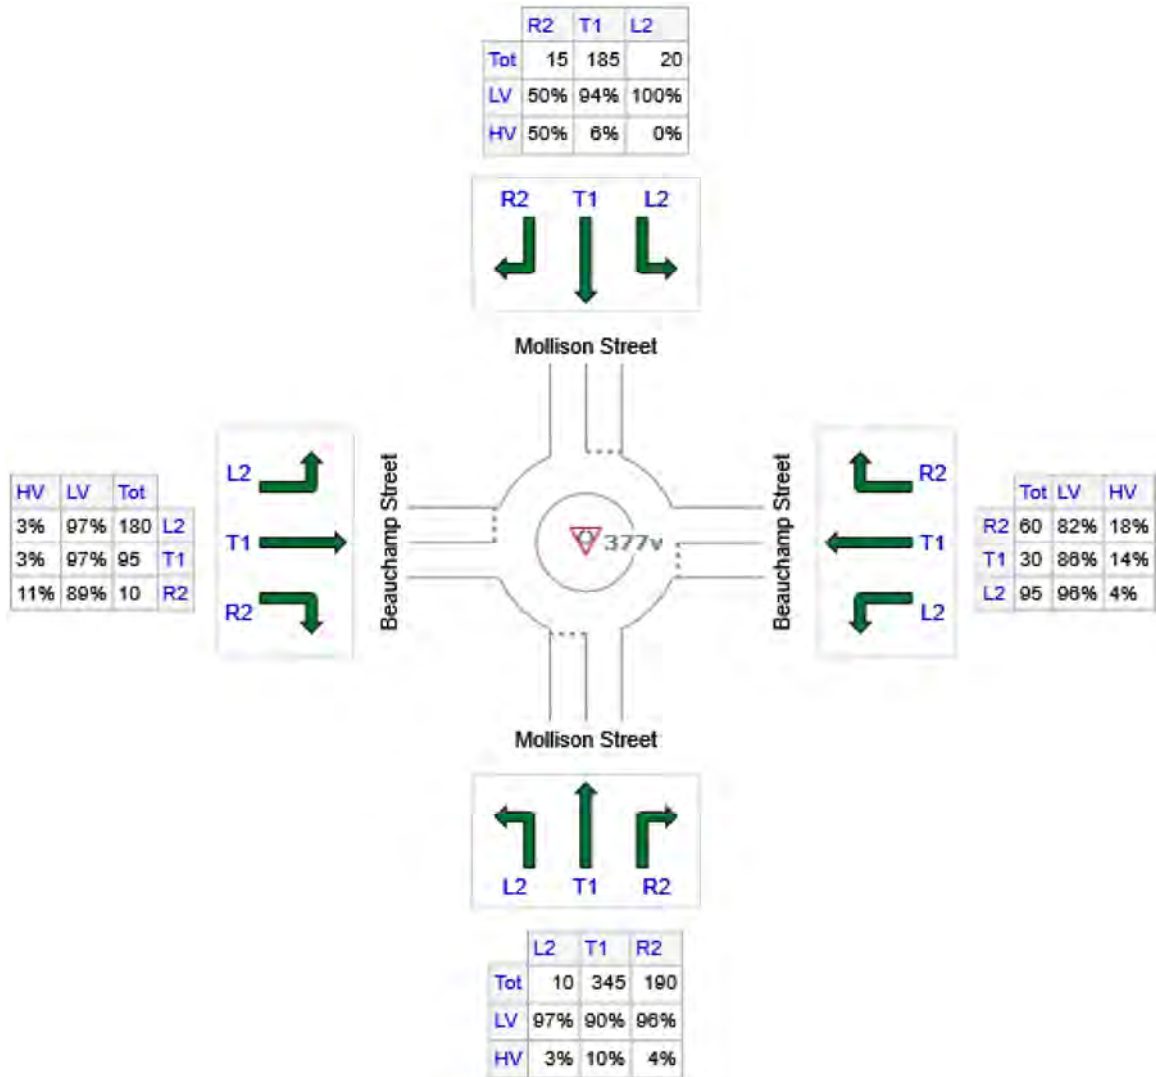 R2 T1 L2
Tot 15 185 20
LV 50% 94% 100%
HV 50% 6% 0%
R2 T1 L2
Mollison Street
L2
T1
R2
HV LV Tot
3% 97% 180 L2
3% 97% 95 T1
11% 89% 10 R2
Beauchamp Street
377v
Beauchamp Street
R2
T1
L2
Tot LV HV
R2 60 82% 18%
T1 30 86% 14%
L2 95 96% 4%
Mollison Street
L2 T1 R2
L2 T1 R2
Tot 10 345 190
LV 97% 90% 96%
HV 3% 10% 4%